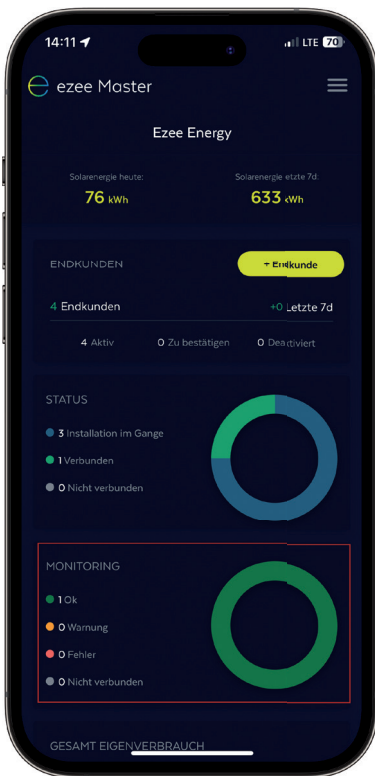 14:11 LTE 70
ezee Master
Ezee Energy
Solarenergie heute: Solarenergie etzte 7d:
76 kWh 633 kWh
ENDKUNDEN + Endkunde
4 Endkunden +0 Letzte 7d
4 Aktiv 0 Zu bestätigen 0 Deactiviert
STATUS
3 Installation im Gange
1 Verbunden
0 Nicht verbunden
MONITORING
1 Ok
0 Warnung
0 Fehler
0 Nicht verbunden
GESAMT EIGENVERBRAUCH